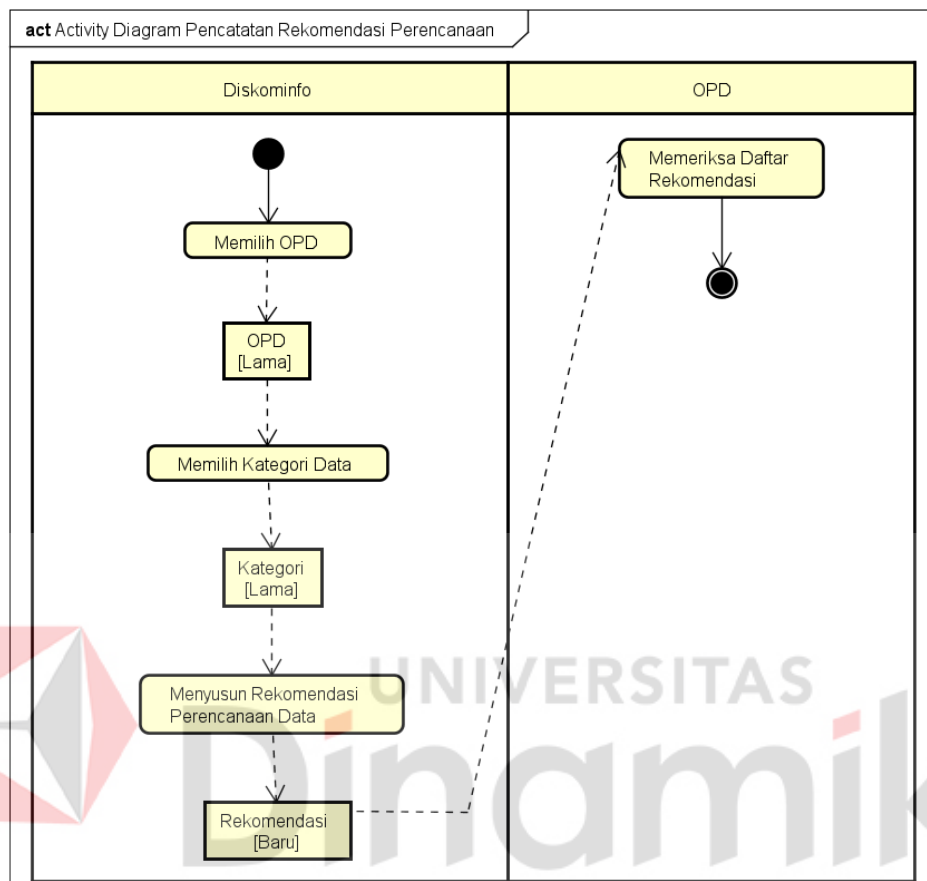 act Activity Diagram Pencatatan Rekomendasi Perencanaan
Diskominfo
OPD
Memilih OPD
OPD
[Lama]
Memilih Kategori Data
Kategori
[Lama]
Menyusun Rekomendasi
Perencanaan Data
Rekomendasi
[Baru]
Memeriksa Daftar
Rekomendasi
UNIVERSITAS